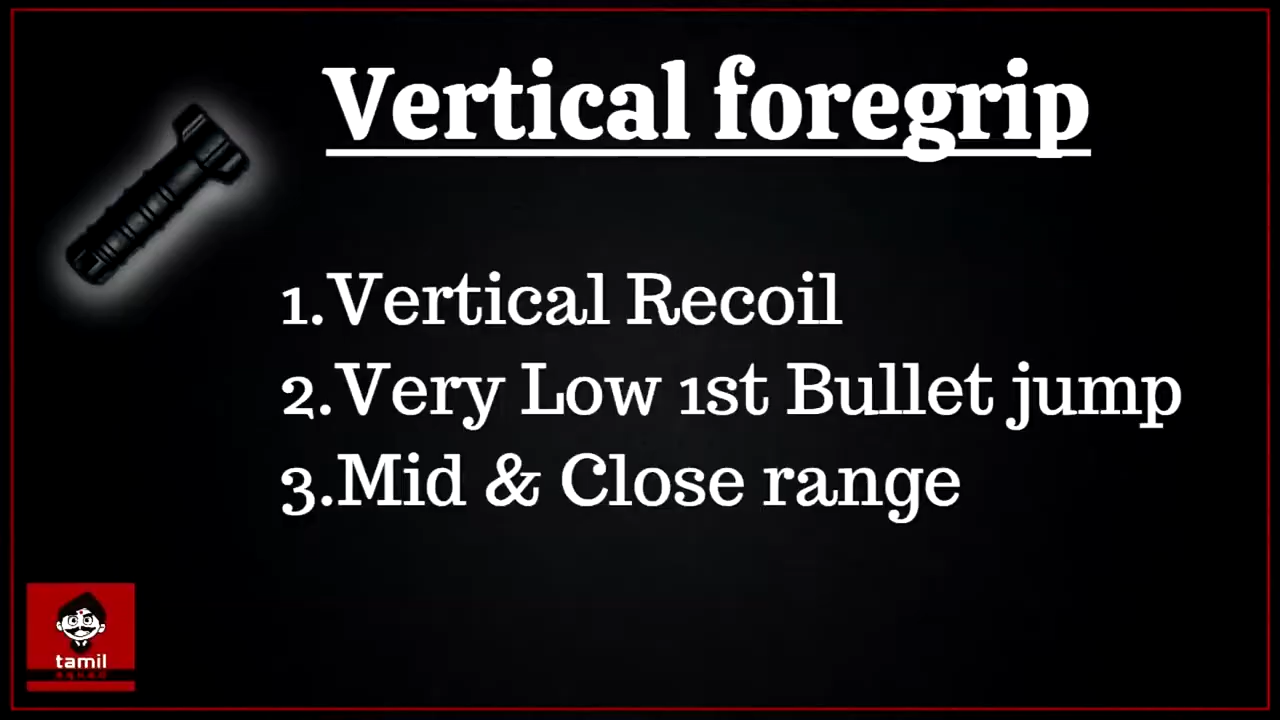 Vertical foregrip
1.Vertical Recoil
2.Very Low 1st Bullet jump
3.Mid & Close range
tamil